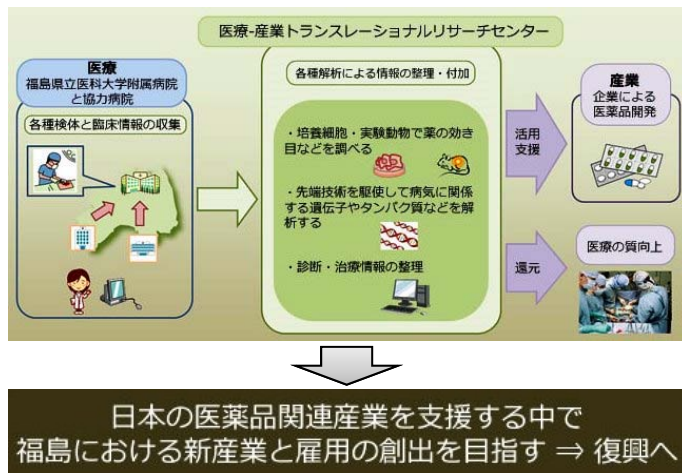 医療-産業トランスレーショナルリサーチセンター
医療
福島県立医科大学附属病院
と協力病院
各種検体と臨床情報の収集
各種解析による情報の整理・付加
・培養細胞・実験動物で薬の効き
目などを調べる
・先端技術を駆使して病気に関係
する遺伝子やタンパク質などを解
析する
・診断・治療情報の整理
活用
支援
産業
企業による
医薬品開発
還元
医療の質向上
日本の医薬品関連産業を支援する中で
福島における新産業と雇用の創出を目指す ⇒ 復興へ